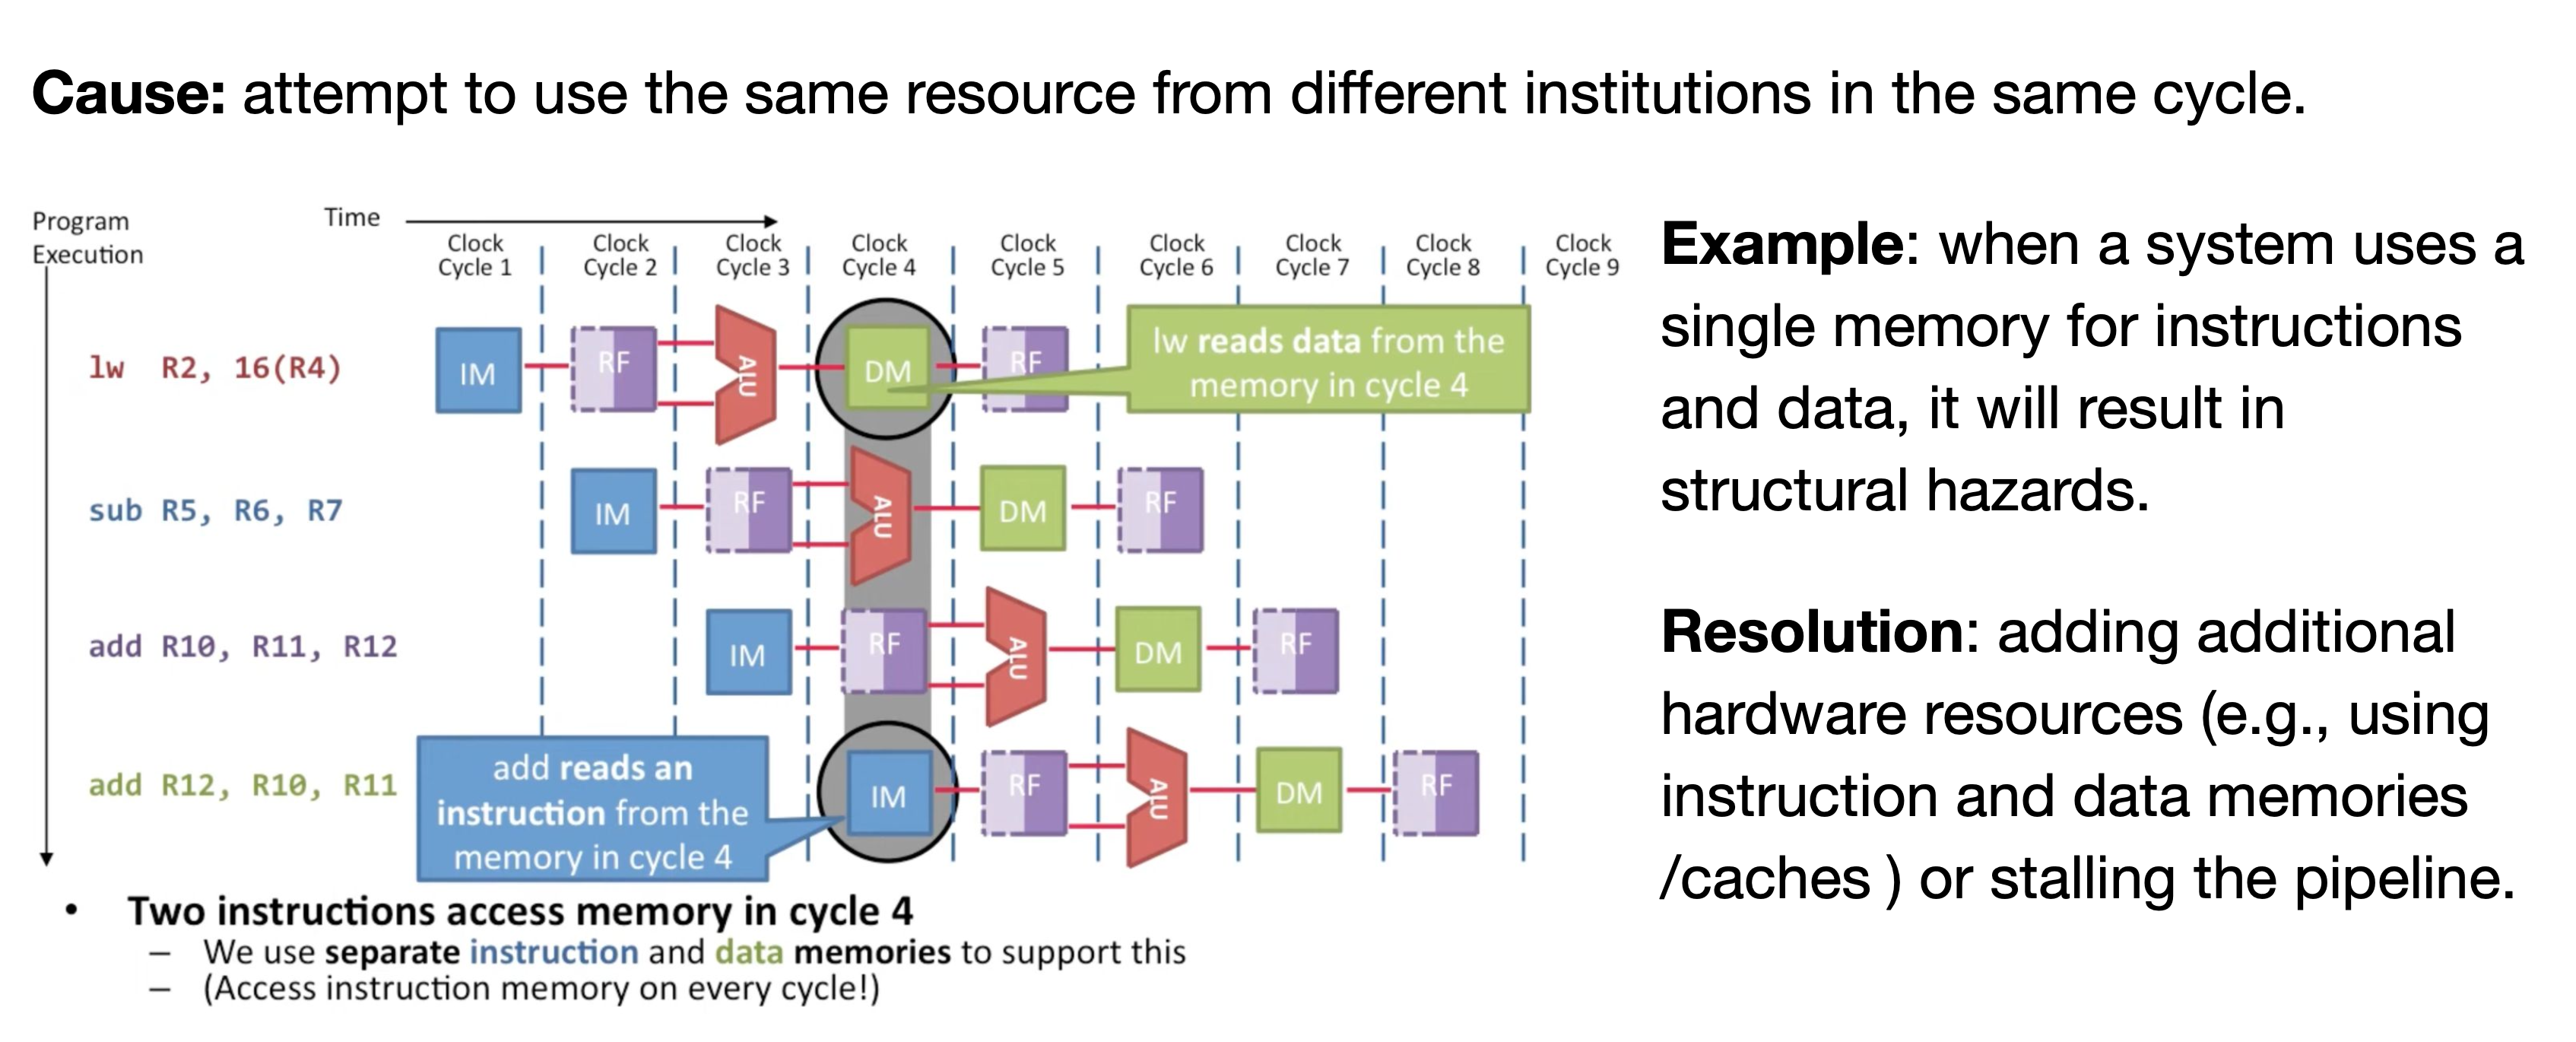 Cause: attempt to use the same resource from different institutions in the same cycle.
Program
Execution
Time
Clock
Cycle 1
Clock
Cycle 2
Clock
Cycle 3
Clock
Cycle 4
Clock
Cycle 5
Clock
Cycle 6
Clock
Cycle 7
Clock
Cycle 8
Clock
Cycle 9
lw R2, 16(R4)
IM
RF
ALU
DM
RF
lw reads data from the
memory in cycle 4
sub R5, R6, R7
IM
RF
ALU
DM
RF
add R10, R11, R12
IM
RF
ALU
DM
RF
add R12, R10, R11
add reads an
instruction from the
memory in cycle 4
IM
RF
ALU
DM
RF
• Two instructions access memory in cycle 4
– We use separate instruction and data memories to support this
– (Access instruction memory on every cycle!)
Example: when a system uses a
single memory for instructions
and data, it will result in
structural hazards.
Resolution: adding additional
hardware resources (e.g., using
instruction and data memories
/caches ) or stalling the pipeline.